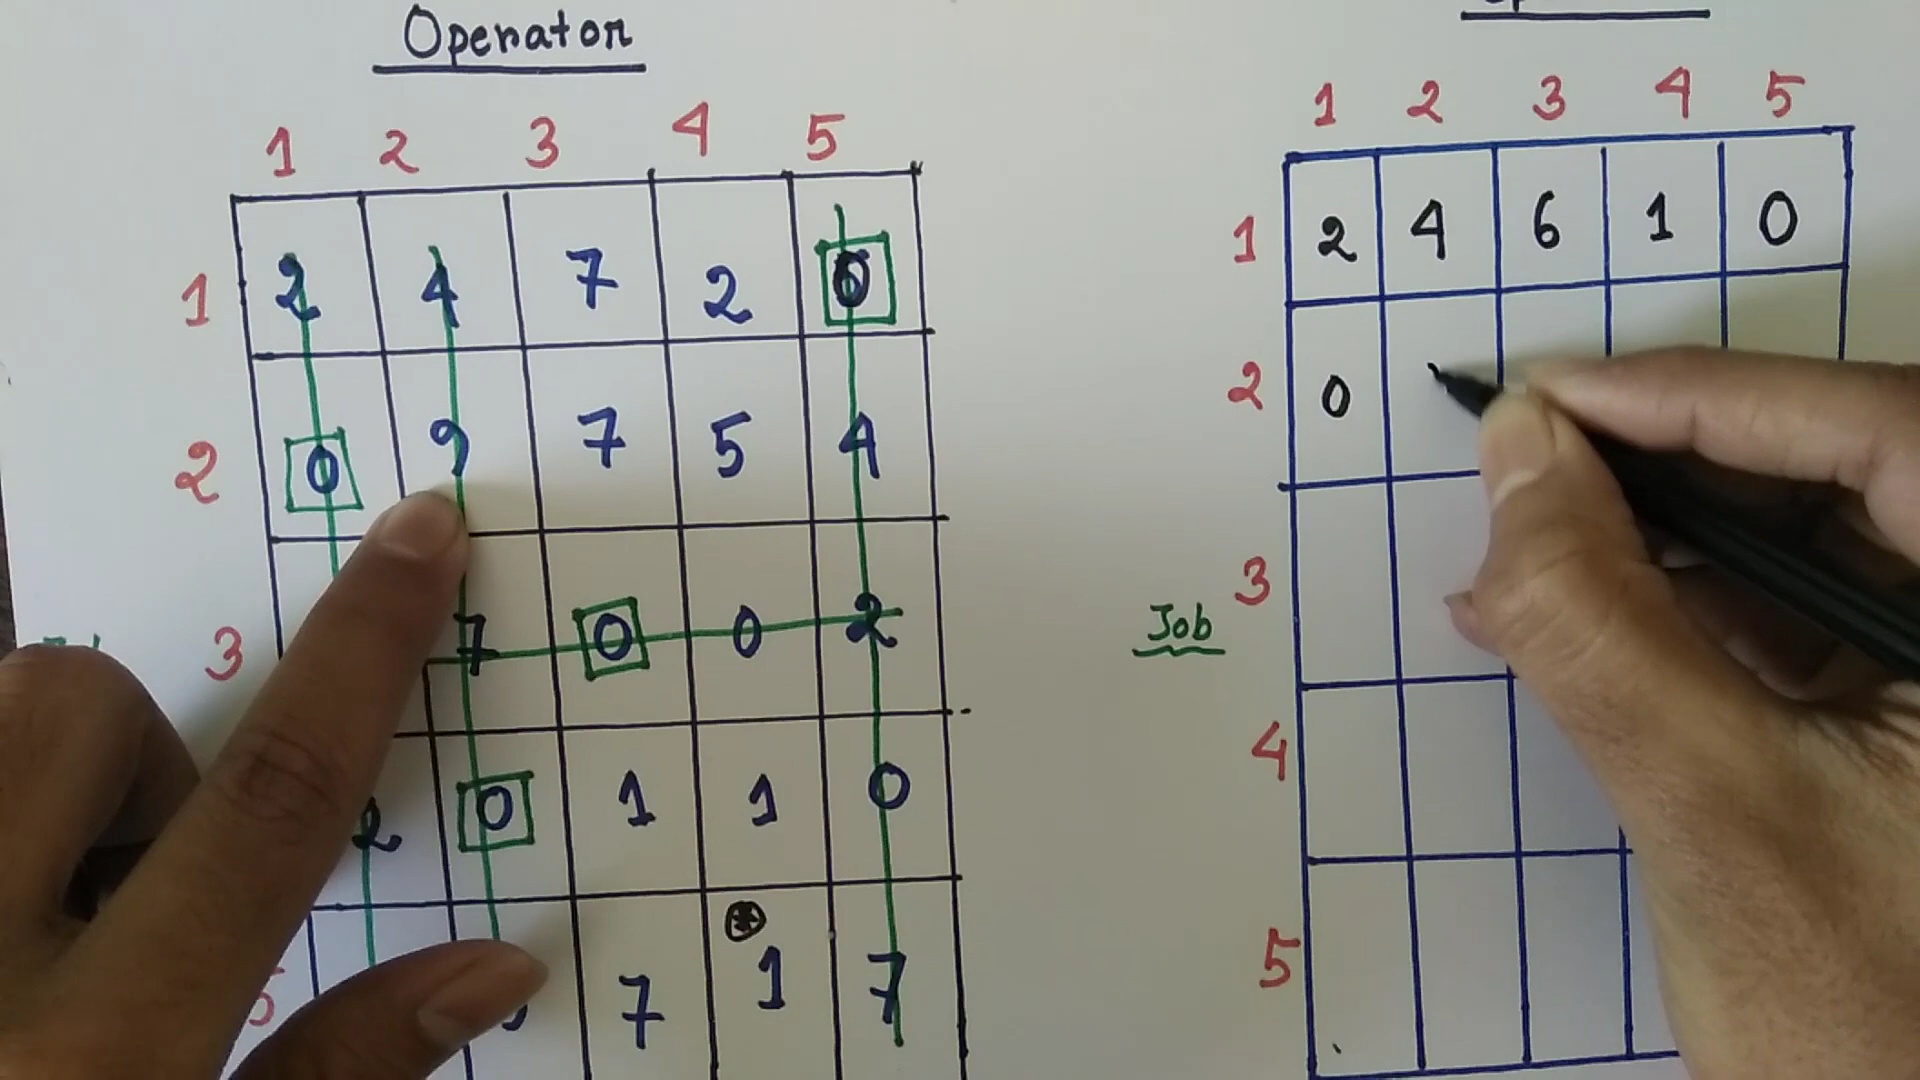 Operator
1 2 3 4 5
1 2 4 7 2 0
2 0 9 7 5 4
3 7 0 0 2
2 0 1 1 0
*
7 1 7
1 2 3 4 5
1 2 4 6 1 0
2 0
3
Job
4
5